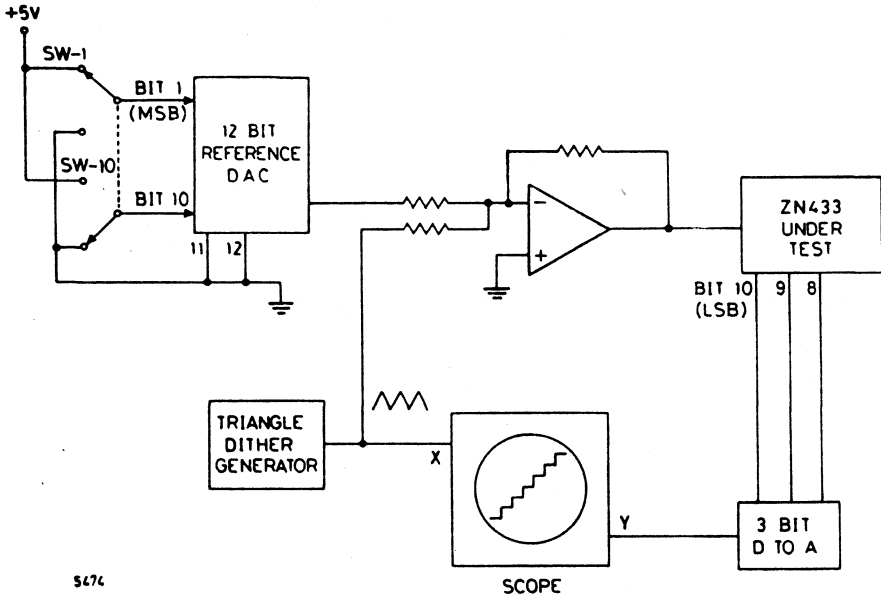 +5V
SW-1
BIT 1
(MSB)
12 BIT
REFERENCE
DAC
SW-10
BIT 10
11
12
-
+
ZN433
UNDER
TEST
BIT 10
(LSB)
9
8
TRIANGLE
DITHER
GENERATOR
X
Y
3 BIT
D TO A
SCOPE
5474